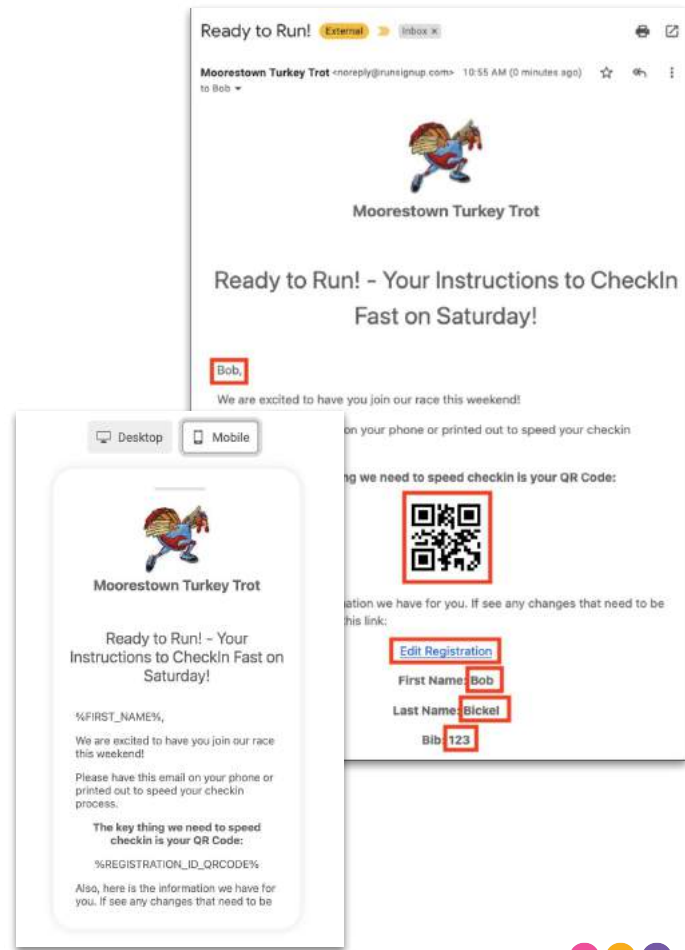 Ready to Run! External Inbox x
Moorestown Turkey Trot <noreply@runsignup.com> 10:55 AM (0 minutes ago)
to Bob
Moorestown Turkey Trot
Ready to Run! - Your Instructions to CheckIn
Fast on Saturday!
Bob,
We are excited to have you join our race this weekend!
on your phone or printed out to speed your checkin
ng we need to speed checkin is your QR Code:
ation we have for you. If see any changes that need to be
his link:
Edit Registration
First Name: Bob
Last Name: Bickel
Bib: 123
Desktop Mobile
Moorestown Turkey Trot
Ready to Run! - Your
Instructions to CheckIn Fast on
Saturday!
%FIRST_NAME%,
We are excited to have you join our race
this weekend!
Please have this email on your phone or
printed out to speed your checkin
process.
The key thing we need to speed
checkin is your QR Code:
%REGISTRATION_ID_QRCODE%
Also, here is the information we have for
you. If see any changes that need to be